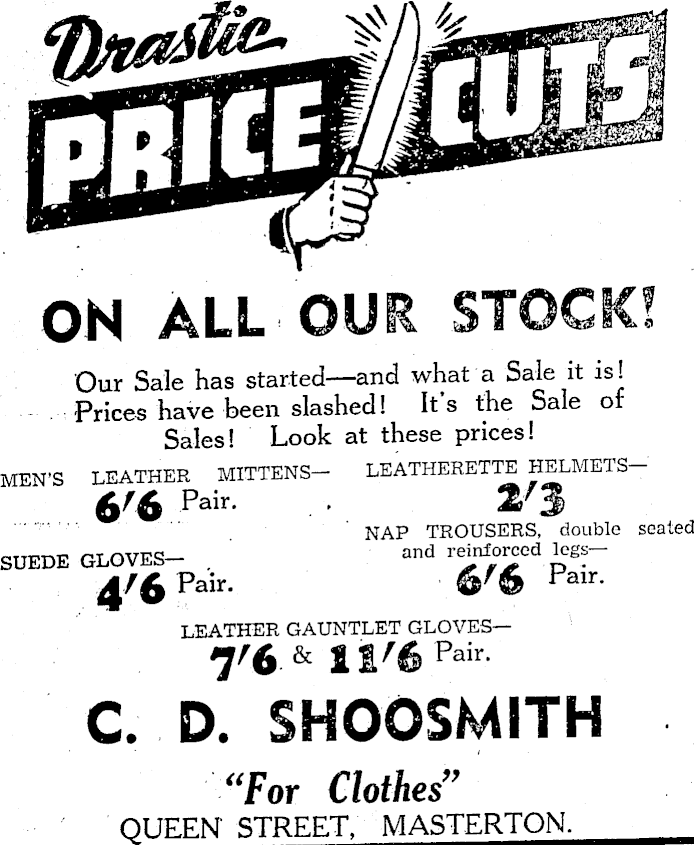 Drastic
PRICE CUTS
ON ALL OUR STOCK!
Our Sale has started—and what a Sale it is!
Prices have been slashed! It's the Sale of
Sales! Look at these prices!
MEN'S LEATHER MITTENS—
6/6 Pair.
SUEDE GLOVES—
4/6 Pair.
LEATHERETTE HELMETS—
2/3
NAP TROUSERS, double seated
and reinforced legs—
6/6 Pair.
LEATHER GAUNTLET GLOVES—
7/6 & 11/6 Pair.
C. D. SHOOSMITH
"For Clothes"
QUEEN STREET, MASTERTON.